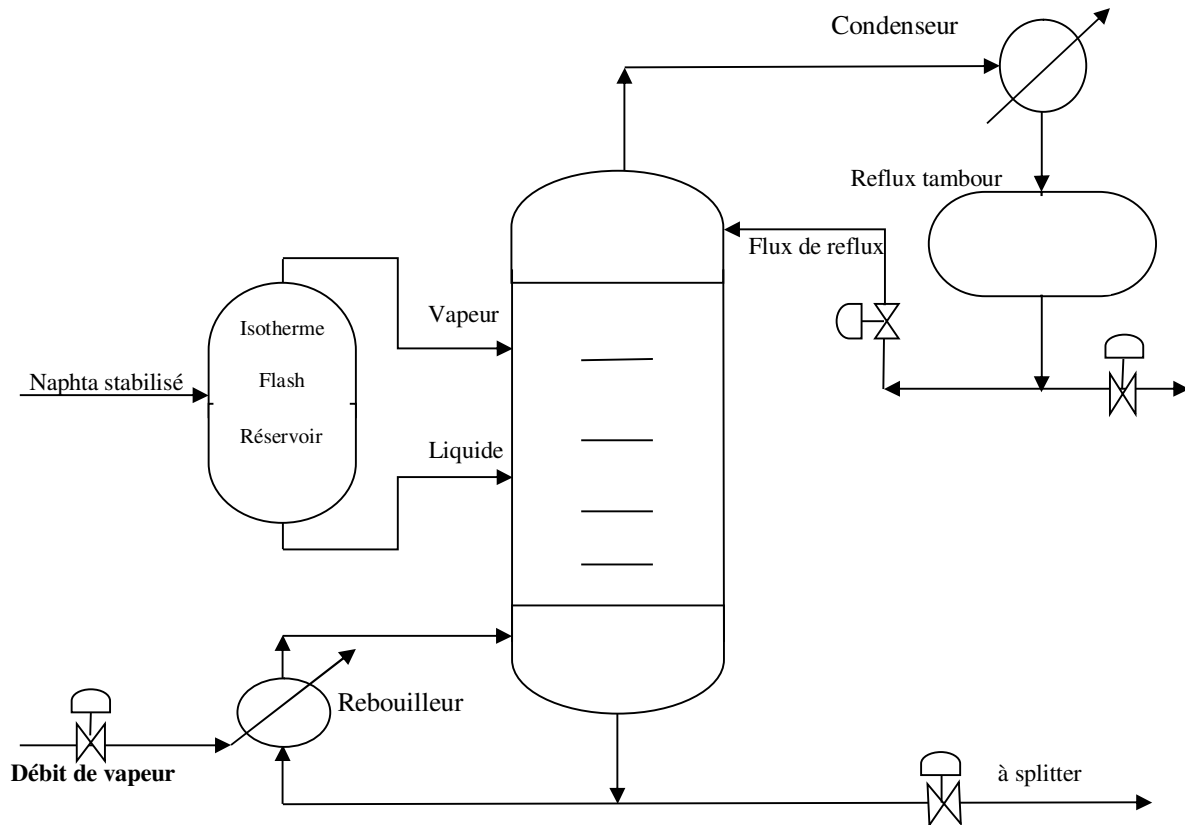 Condenseur
Reflux tambour
Flux de reflux
Vapeur
Isotherme
Naphta stabilisé
Flash
Réservoir
Liquide
Rebouilleur
Débit de vapeur
à splitter